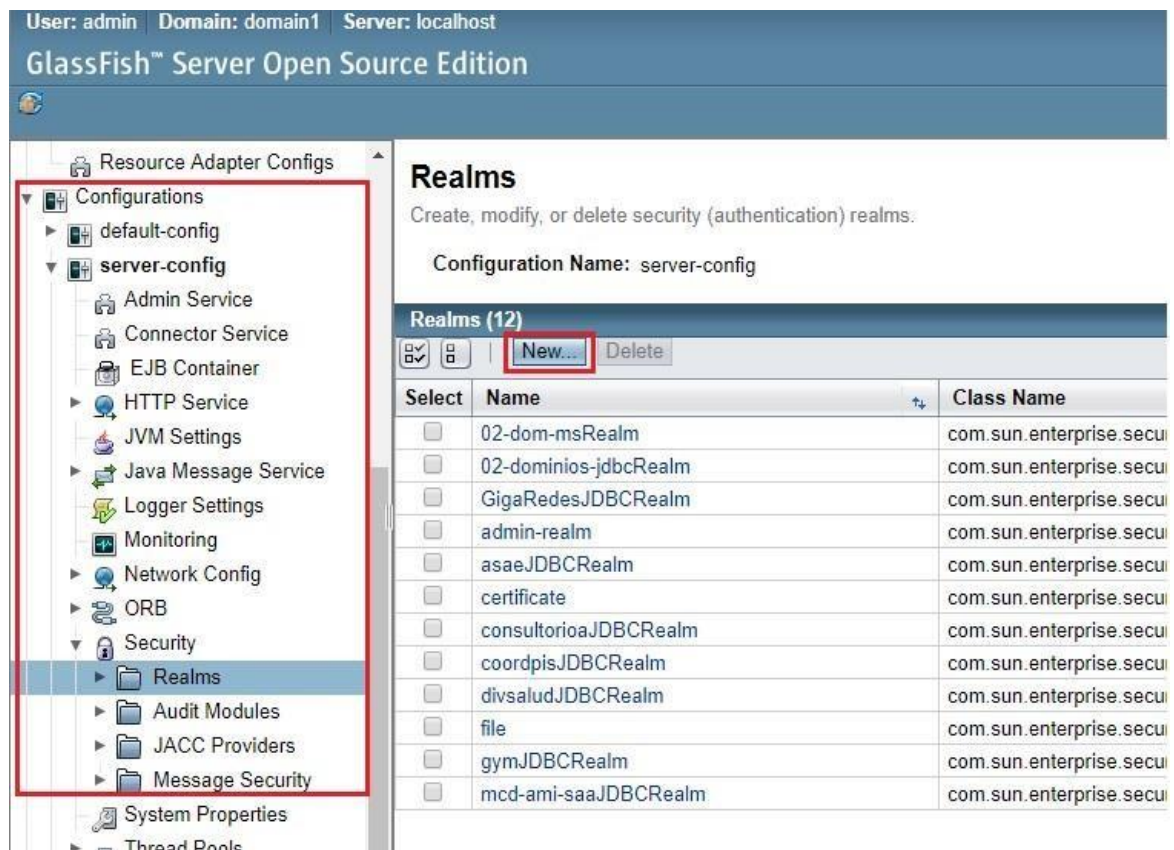 User: admin Domain: domain1 Server: localhost
GlassFish™ Server Open Source Edition
Resource Adapter Configs
Configurations
default-config
server-config
Admin Service
Connector Service
EJB Container
HTTP Service
JVM Settings
Java Message Service
Logger Settings
Monitoring
Network Config
ORB
Security
Realms
Audit Modules
JACC Providers
Message Security
System Properties
Thread Pools
Realms
Create, modify, or delete security (authentication) realms.
Configuration Name: server-config
Realms (12)
New... Delete
Select Name Class Name
02-dom-msRealm com.sun.enterprise.secu
02-dominios-jdbcRealm com.sun.enterprise.secu
GigaRedesJDBCRealm com.sun.enterprise.secu
admin-realm com.sun.enterprise.secu
asaeJDBCRealm com.sun.enterprise.secu
certificate com.sun.enterprise.secu
consultorioaJDBCRealm com.sun.enterprise.secu
coordpisJDBCRealm com.sun.enterprise.secu
divsaludJDBCRealm com.sun.enterprise.secu
file com.sun.enterprise.secu
gymJDBCRealm com.sun.enterprise.secu
mcd-ami-saaJDBCRealm com.sun.enterprise.secu